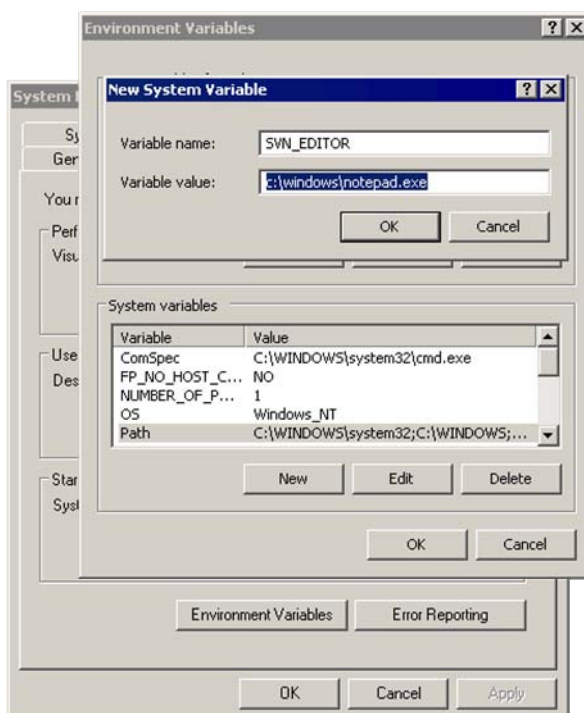 Environment Variables
System
New System Variable
Variable name: SVN_EDITOR
Variable value: c:\windows\notepad.exe
OK Cancel
Sy
Ger
You r
Perf
Visu
System variables
Variable Value
ComSpec C:\WINDOWS\system32\cmd.exe
FP_NO_HOST_C... NO
NUMBER_OF_P... 1
OS Windows_NT
Path C:\WINDOWS\system32;C:\WINDOWS;...
Use
Des
New Edit Delete
Star
Syst
OK Cancel
Environment Variables Error Reporting
OK Cancel Apply